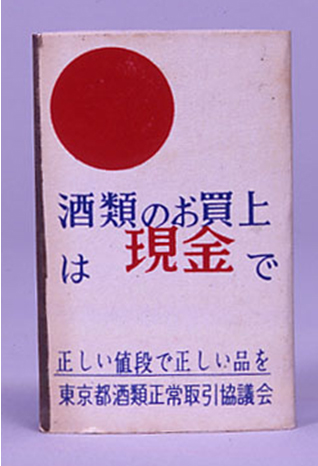 酒類のお買上
は現金で
正しい値段で正しい品を
東京都酒類正常取引協議会